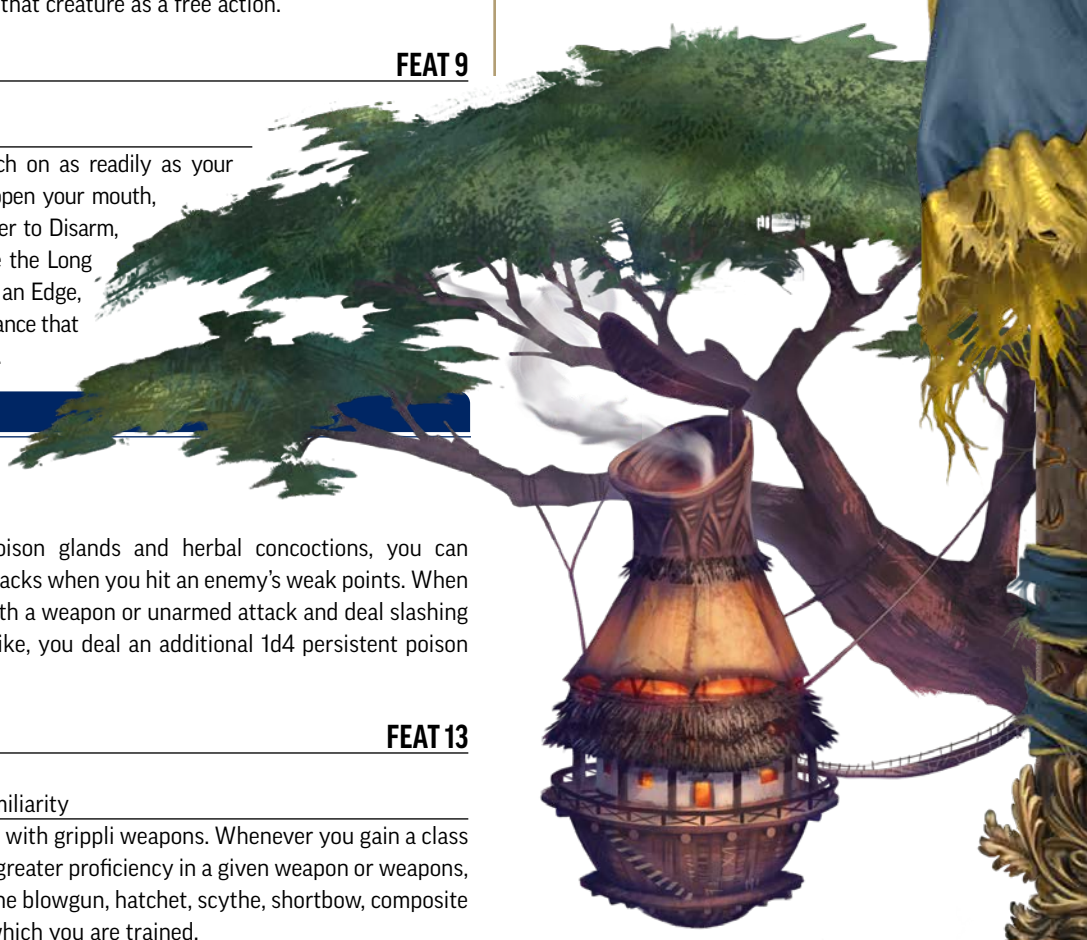 that creature as a free action.
FEAT 9
ch on as readily as your
open your mouth,
er to Disarm,
e the Long
an Edge,
ance that
oison glands and herbal concoctions, you can
acks when you hit an enemy's weak points. When
th a weapon or unarmed attack and deal slashing
ike, you deal an additional 1d4 persistent poison
FEAT 13
miliarity
with grippli weapons. Whenever you gain a class
greater proficiency in a given weapon or weapons,
he blowgun, hatchet, scythe, shortbow, composite
which you are trained.